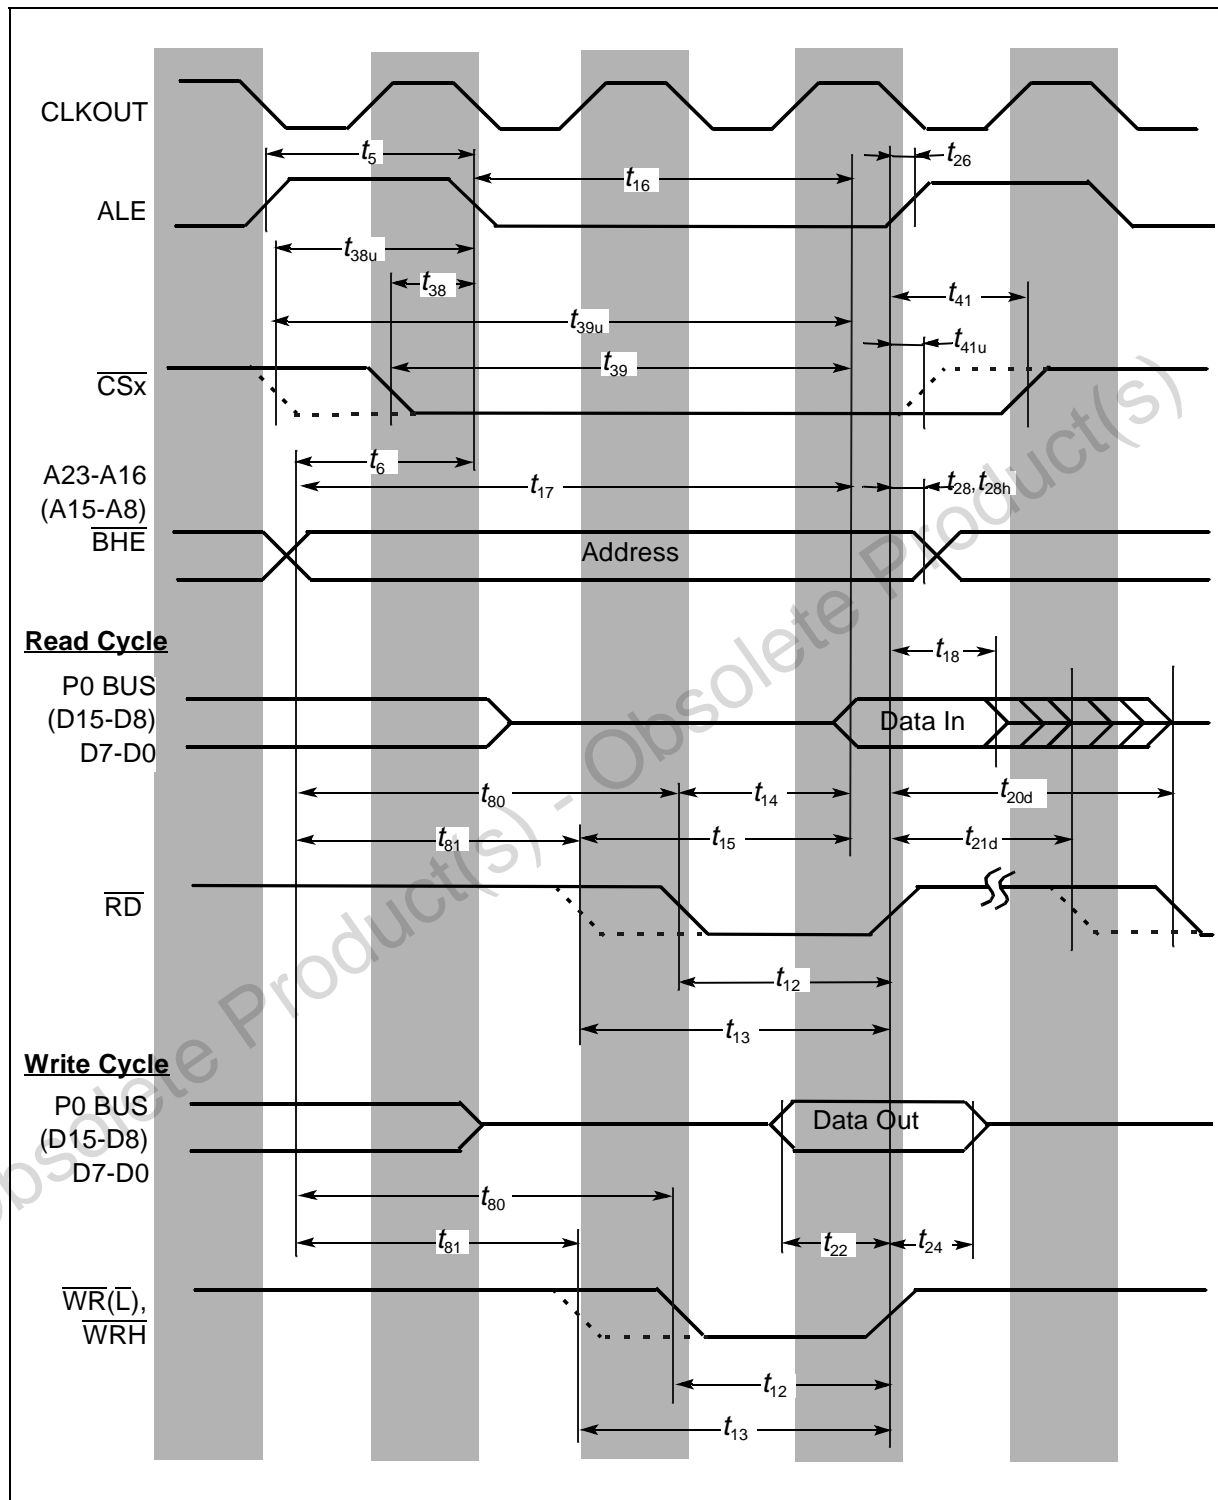 CLKOUT
t5
t26
t16
ALE
t38u
t38
t41
t39u
t41u
t39
CSx
t6
A23-A16
t17
t28, t28h
(A15-A8)
BHE
Address
Read Cycle
t18
P0 BUS
(D15-D8)
Data In
D7-D0
t80
t14
t20d
t81
t15
t21d
RD
t12
t13
Write Cycle
P0 BUS
Data Out
(D15-D8)
D7-D0
t80
t81
t22
t24
WR(L),
WRH
t12
t13
Obsolete Product(s) - Obsolete Product(s)